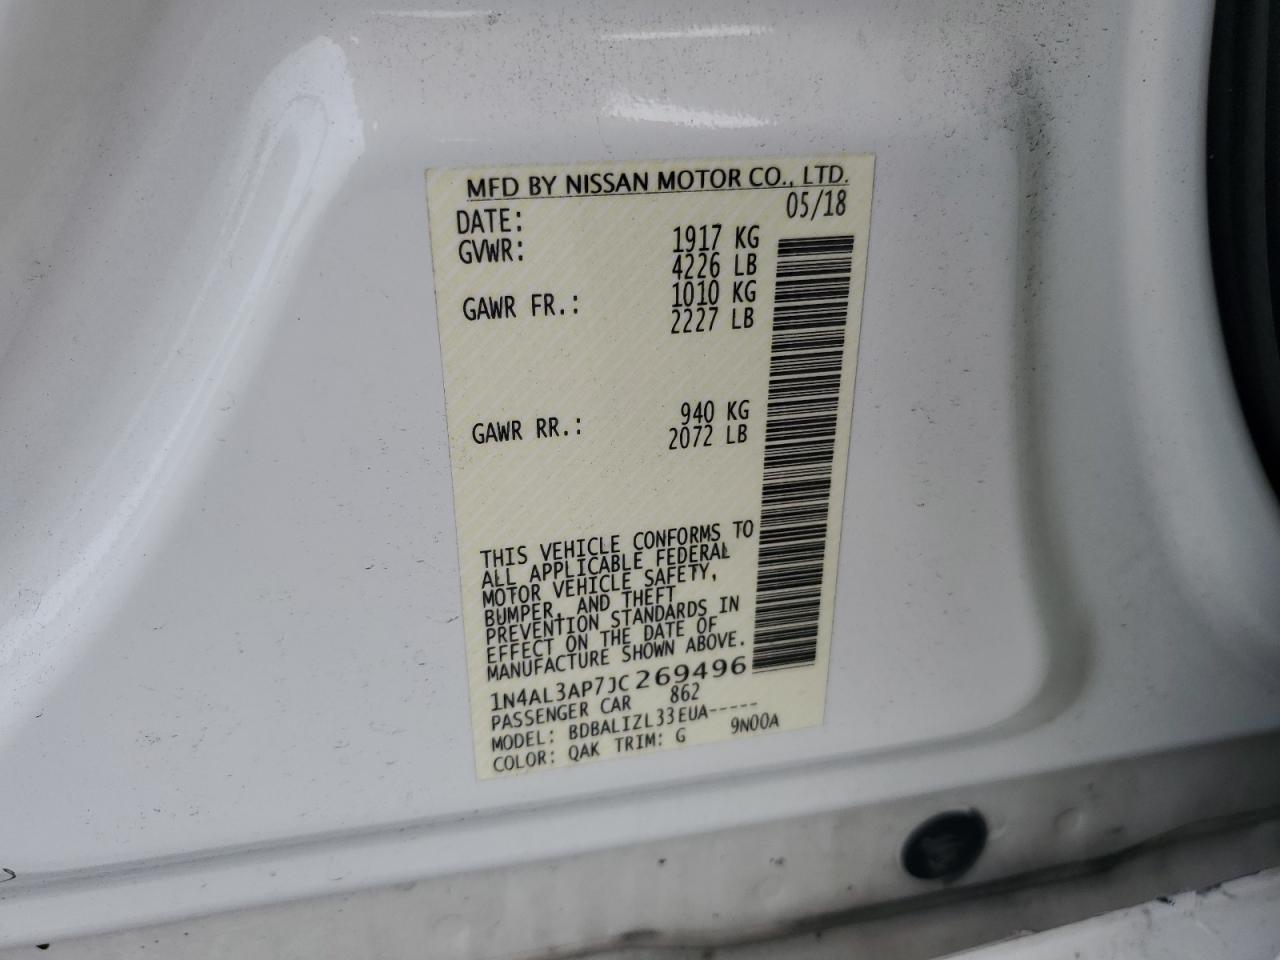 MFD BY NISSAN MOTOR CO., LTD.
DATE: 05/18
GVWR: 1917 KG
4226 LB
GAWR FR.: 1010 KG
2227 LB
GAWR RR.: 940 KG
2072 LB
THIS VEHICLE CONFORMS TO
ALL APPLICABLE FEDERAL
MOTOR VEHICLE SAFETY,
BUMPER, AND THEFT
PREVENTION STANDARDS IN
EFFECT ON THE DATE OF
MANUFACTURE SHOWN ABOVE.
1N4AL3AP7JC269496
PASSENGER CAR 862
MODEL: BDBALIZL33EUA-----
COLOR: QAK TRIM: G 9N00A